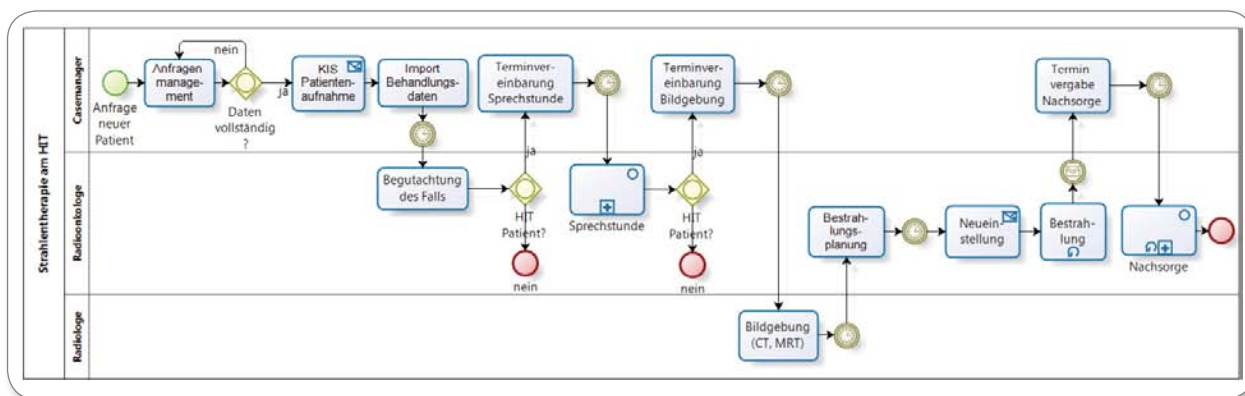 Strahlentherapie am HIT
Casemanager
Anfrage
neuer
Patient
Anfragen
manage-
ment
nein
Daten
vollständig
?
ja
KIS
Patienten-
aufnahme
Import
Behandlungs-
daten
Terminver-
einbarung
Sprechstunde
ja
Terminver-
einbarung
Bildgebung
ja
Termin
vergabe
Nachsorge
Radioonkologe
Begutachtung
des Falls
HIT
Patient?
nein
Sprechstunde
HIT
Patient?
nein
Bestrah-
lungs-
planung
Neuein-
stellung
Bestrah-
lung
Nachsorge
Radiologe
Bildgebung
(CT, MRT)